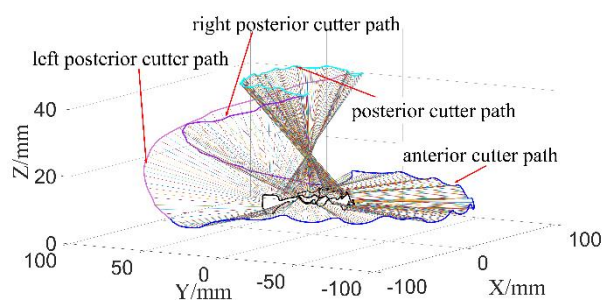 right posterior cutter path
left posterior cutter path
posterior cutter path
anterior cutter path
Z/mm
40
20
0
100
50
0
-50
-100
Y/mm
-100
0
100
X/mm